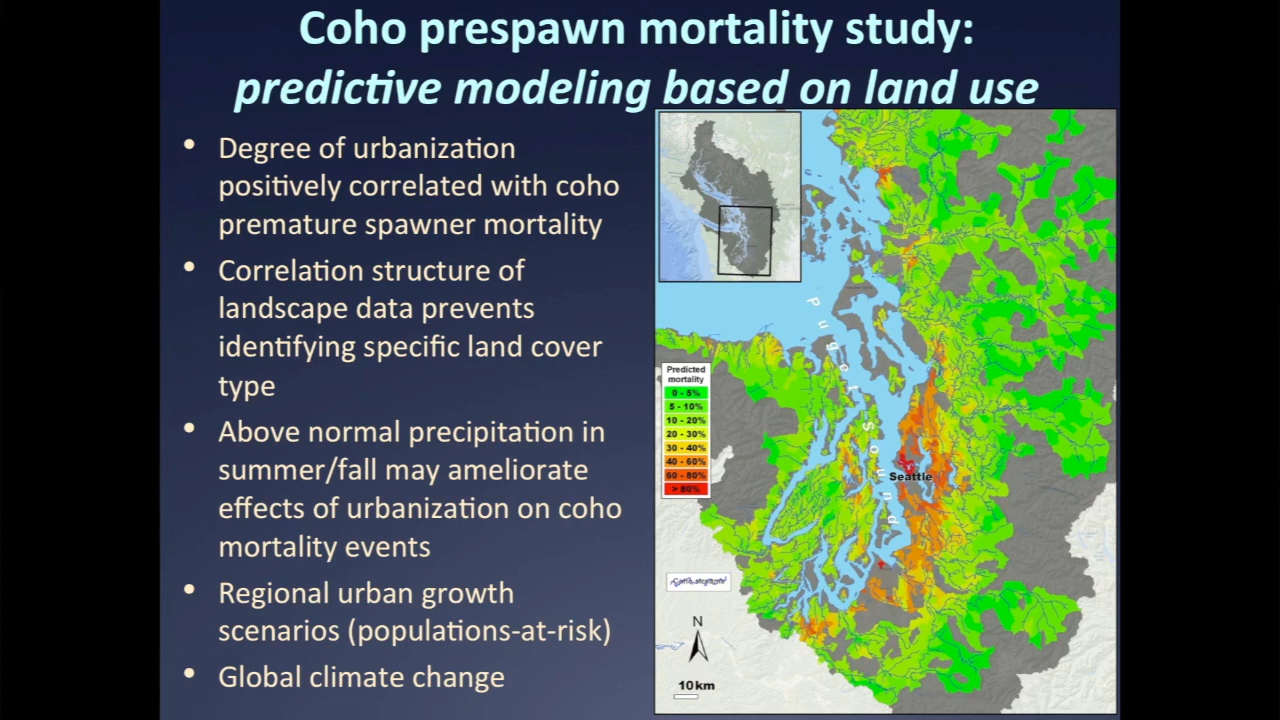 Coho prespawn mortality study:
predictive modeling based on land use
• Degree of urbanization
positively correlated with coho
premature spawner mortality
• Correlation structure of
landscape data prevents
identifying specific land cover
type
• Above normal precipitation in
summer/fall may ameliorate
effects of urbanization on coho
mortality events
• Regional urban growth
scenarios (populations-at-risk)
• Global climate change
Puget Sound
Predicted
mortality
0 - 5%
5 - 10%
10 - 20%
20 - 30%
30 - 40%
40 - 60%
60 - 80%
> 80%
Seattle
N
10 km